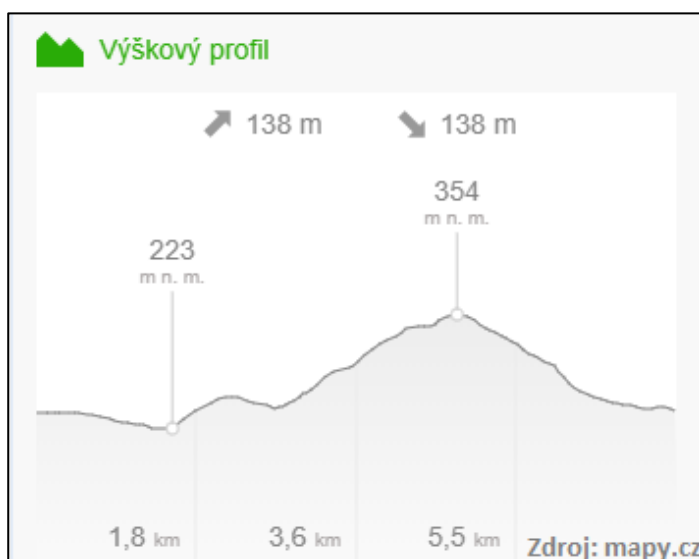 Výškový profil
138 m 138 m
354
m n. m.
223
m n. m.
1,8 km 3,6 km 5,5 km
Zdroj: mapy.cz